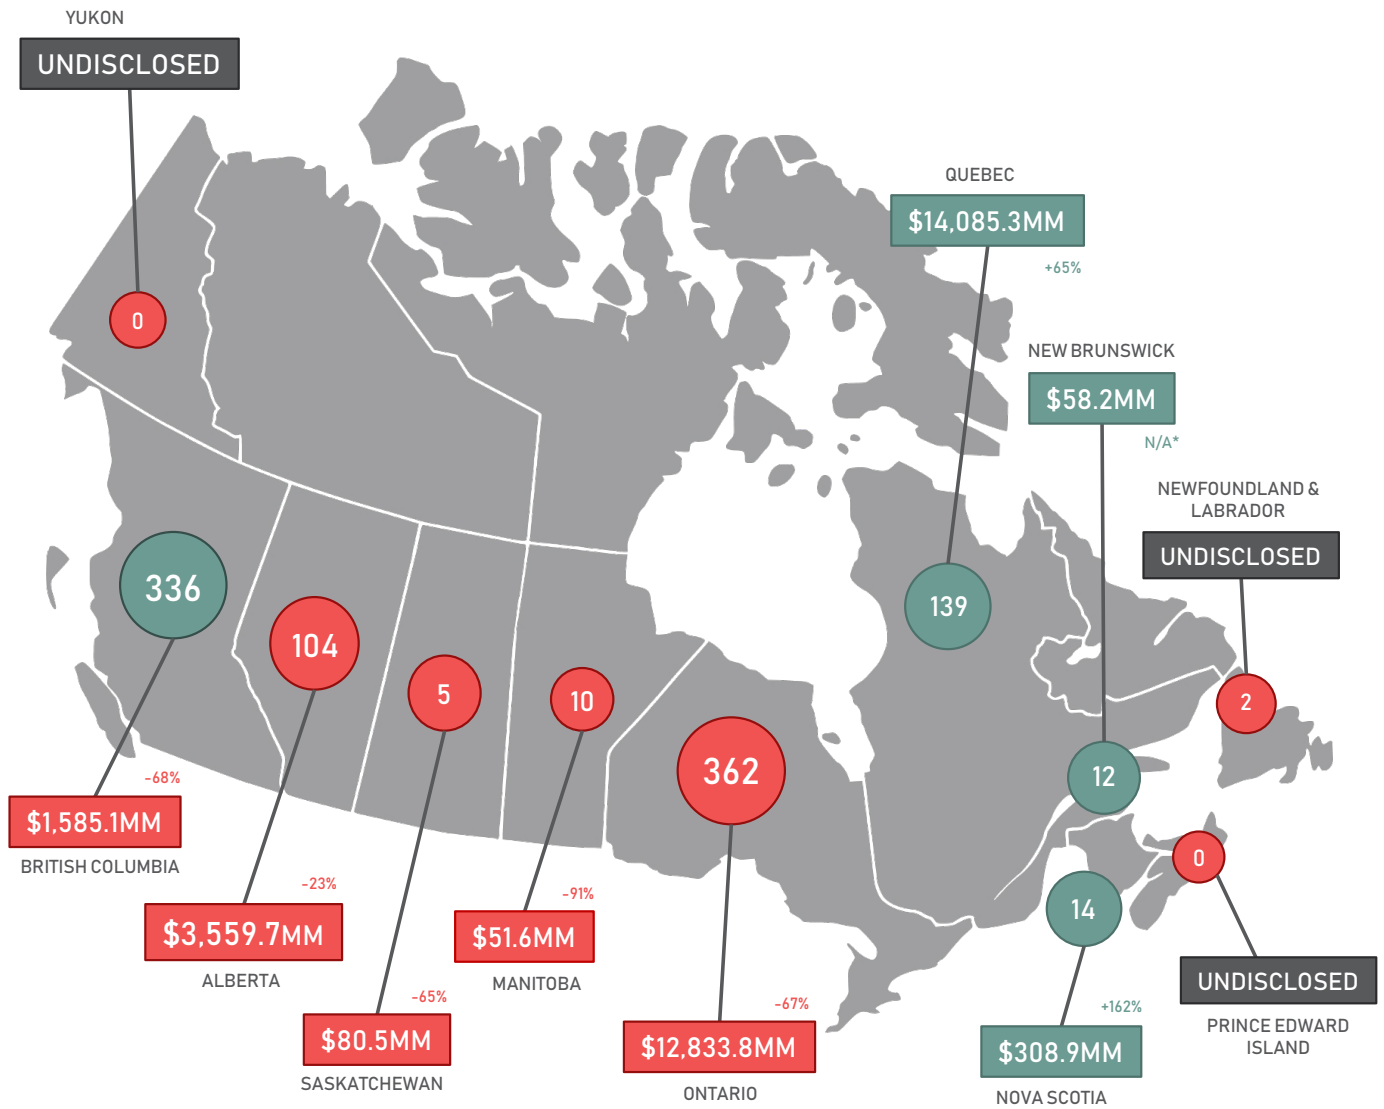 YUKON
UNDISCLOSED
0
QUEBEC
$14,085.3MM
+65%
139
NEW BRUNSWICK
$58.2MM
N/A*
12
NEWFOUNDLAND &
LABRADOR
UNDISCLOSED
2
336
-68%
$1,585.1MM
BRITISH COLUMBIA
104
-23%
$3,559.7MM
ALBERTA
5
-65%
$80.5MM
SASKATCHEWAN
10
-91%
$51.6MM
MANITOBA
362
-67%
$12,833.8MM
ONTARIO
14
+162%
$308.9MM
NOVA SCOTIA
0
UNDISCLOSED
PRINCE EDWARD
ISLAND